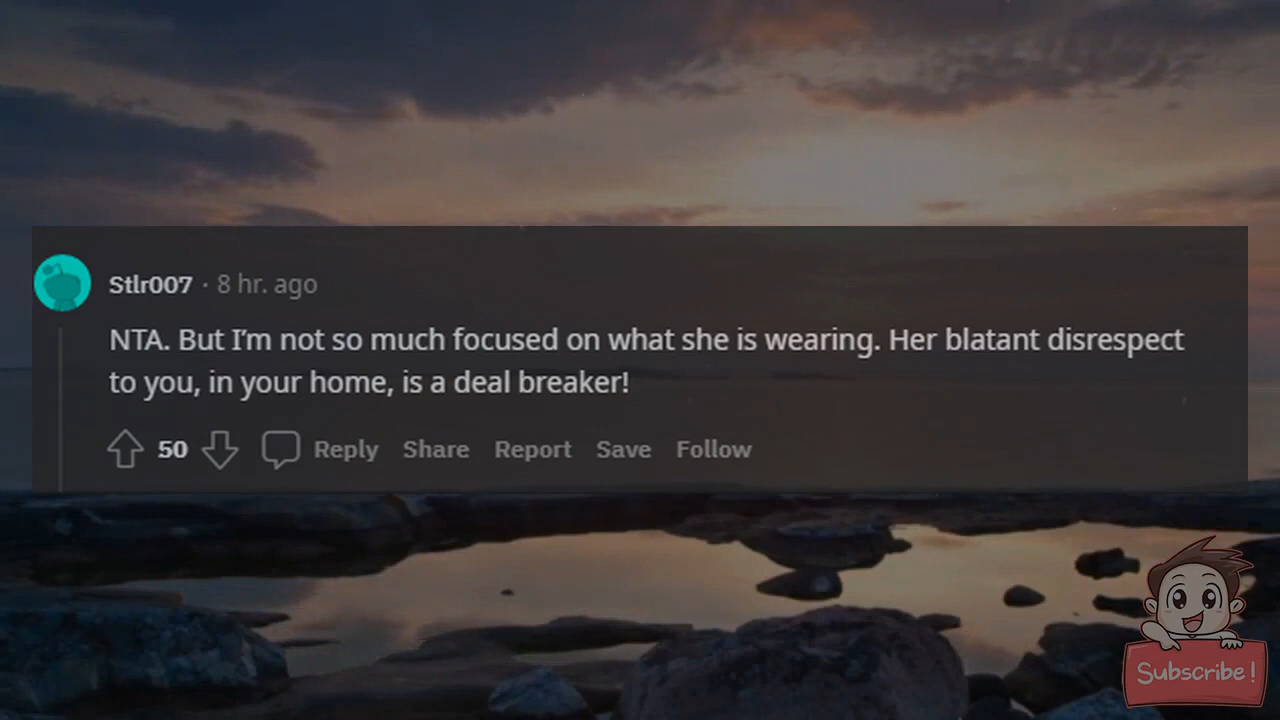 Stlr007 · 8 hr. ago
NTA. But I'm not so much focused on what she is wearing. Her blatant disrespect
to you, in your home, is a deal breaker!
50 Reply Share Report Save Follow
Subscribe!